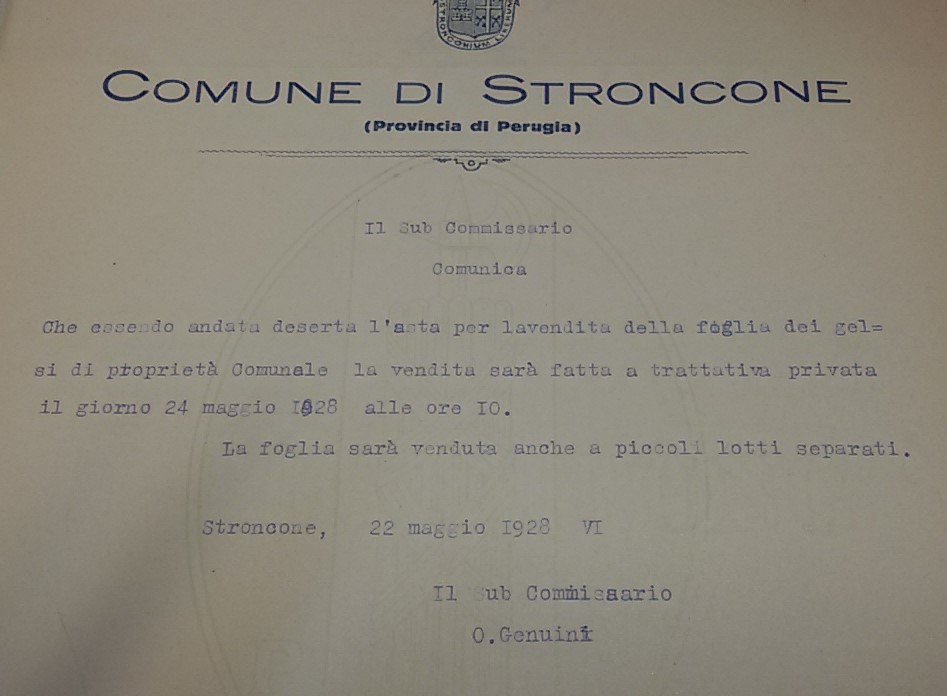 STRONCONIUM LIBERUM
COMUNE DI STRONCONE
(Provincia di Perugia)
Il Sub Commissario
Comunica
Che essendo andata deserta l'asta per lavendita della foglia dei gel=
si di proprietà Comunale la vendita sarà fatta a trattativa privata
il giorno 24 maggio I928 alle ore IO.
La foglia sarà venduta anche a piccoli lotti separati.
Stroncone, 22 maggio I928 VI
Il Sub Commissario
O.Genuini